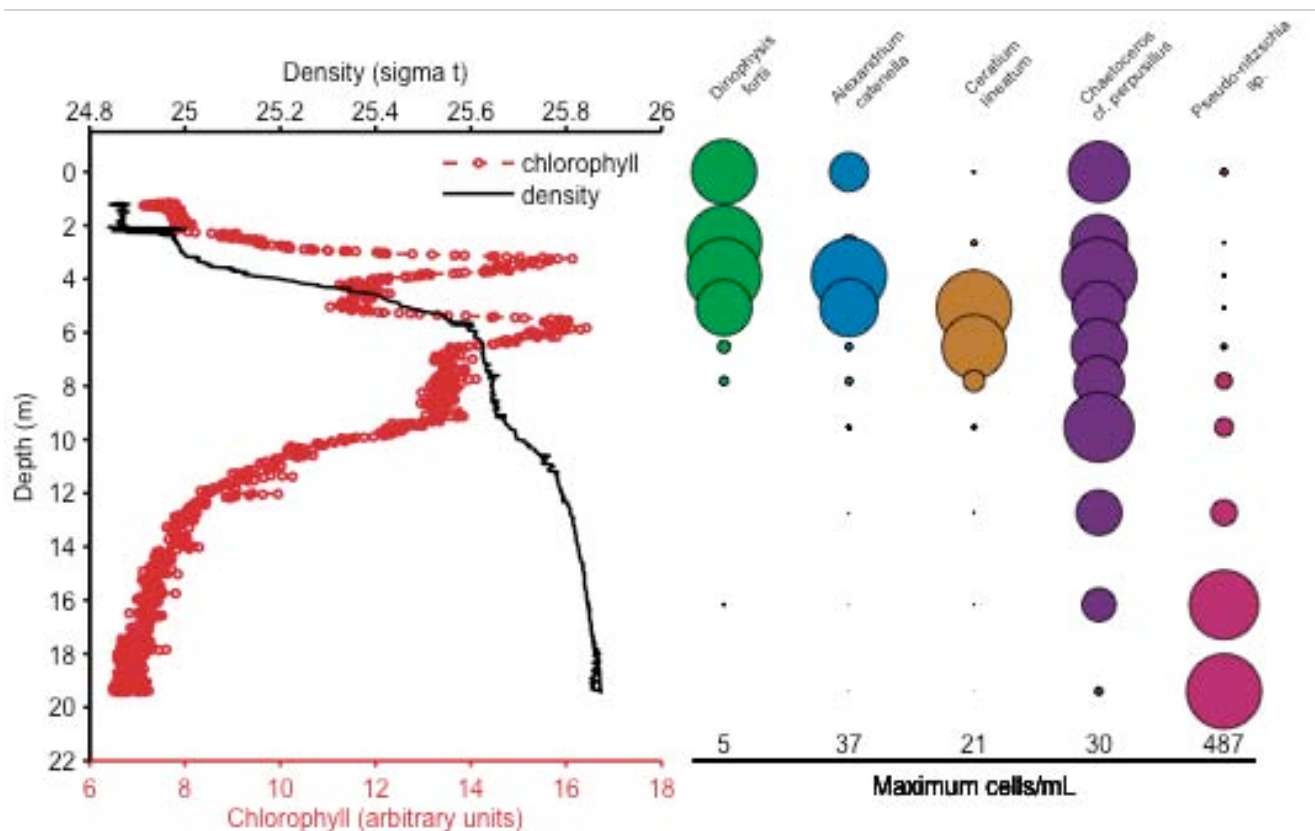 Density (sigma t)
24.8 25 25.2 25.4 25.6 25.8 26
chlorophyll
density
Depth (m)
0
2
4
6
8
10
12
14
16
18
20
22
6 8 10 12 14 16 18
Chlorophyll (arbitrary units)
Dinophysis
fortii
Alexandrium
catenella
Ceratium
lineatum
Chaetoceros
cf. perpusillus
Pseudo-nitzschia
sp.
5 37 21 30 487
Maximum cells/mL